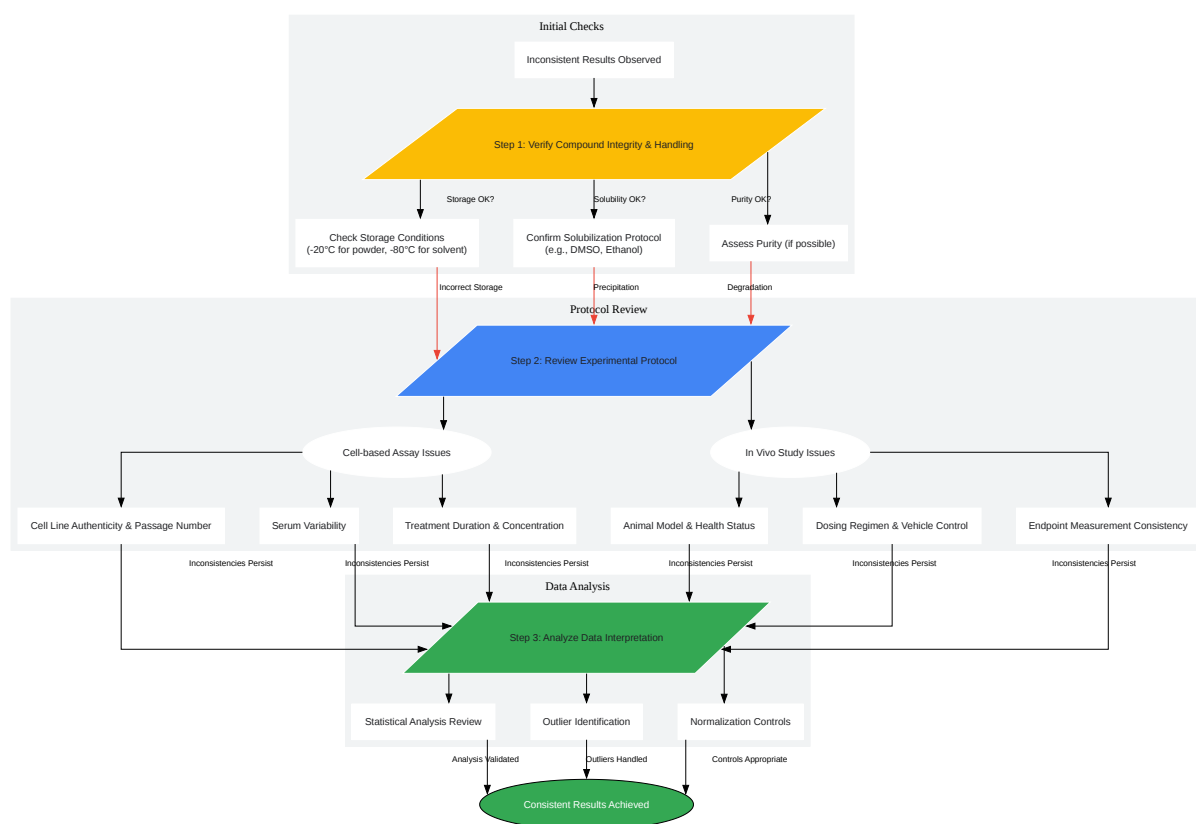 Initial Checks
Inconsistent Results Observed
Step 1: Verify Compound Integrity & Handling
Storage OK?
Solubility OK?
Purity OK?
Check Storage Conditions
(-20°C for powder, -80°C for solvent)
Confirm Solubilization Protocol
(e.g., DMSO, Ethanol)
Assess Purity (if possible)
Incorrect Storage
Precipitation
Degradation
Protocol Review
Step 2: Review Experimental Protocol
Cell-based Assay Issues
In Vivo Study Issues
Cell Line Authenticity & Passage Number
Serum Variability
Treatment Duration & Concentration
Animal Model & Health Status
Dosing Regimen & Vehicle Control
Endpoint Measurement Consistency
Inconsistencies Persist
Inconsistencies Persist
Inconsistencies Persist
Inconsistencies Persist
Inconsistencies Persist
Inconsistencies Persist
Data Analysis
Step 3: Analyze Data Interpretation
Statistical Analysis Review
Outlier Identification
Normalization Controls
Analysis Validated
Outliers Handled
Controls Appropriate
Consistent Results Achieved